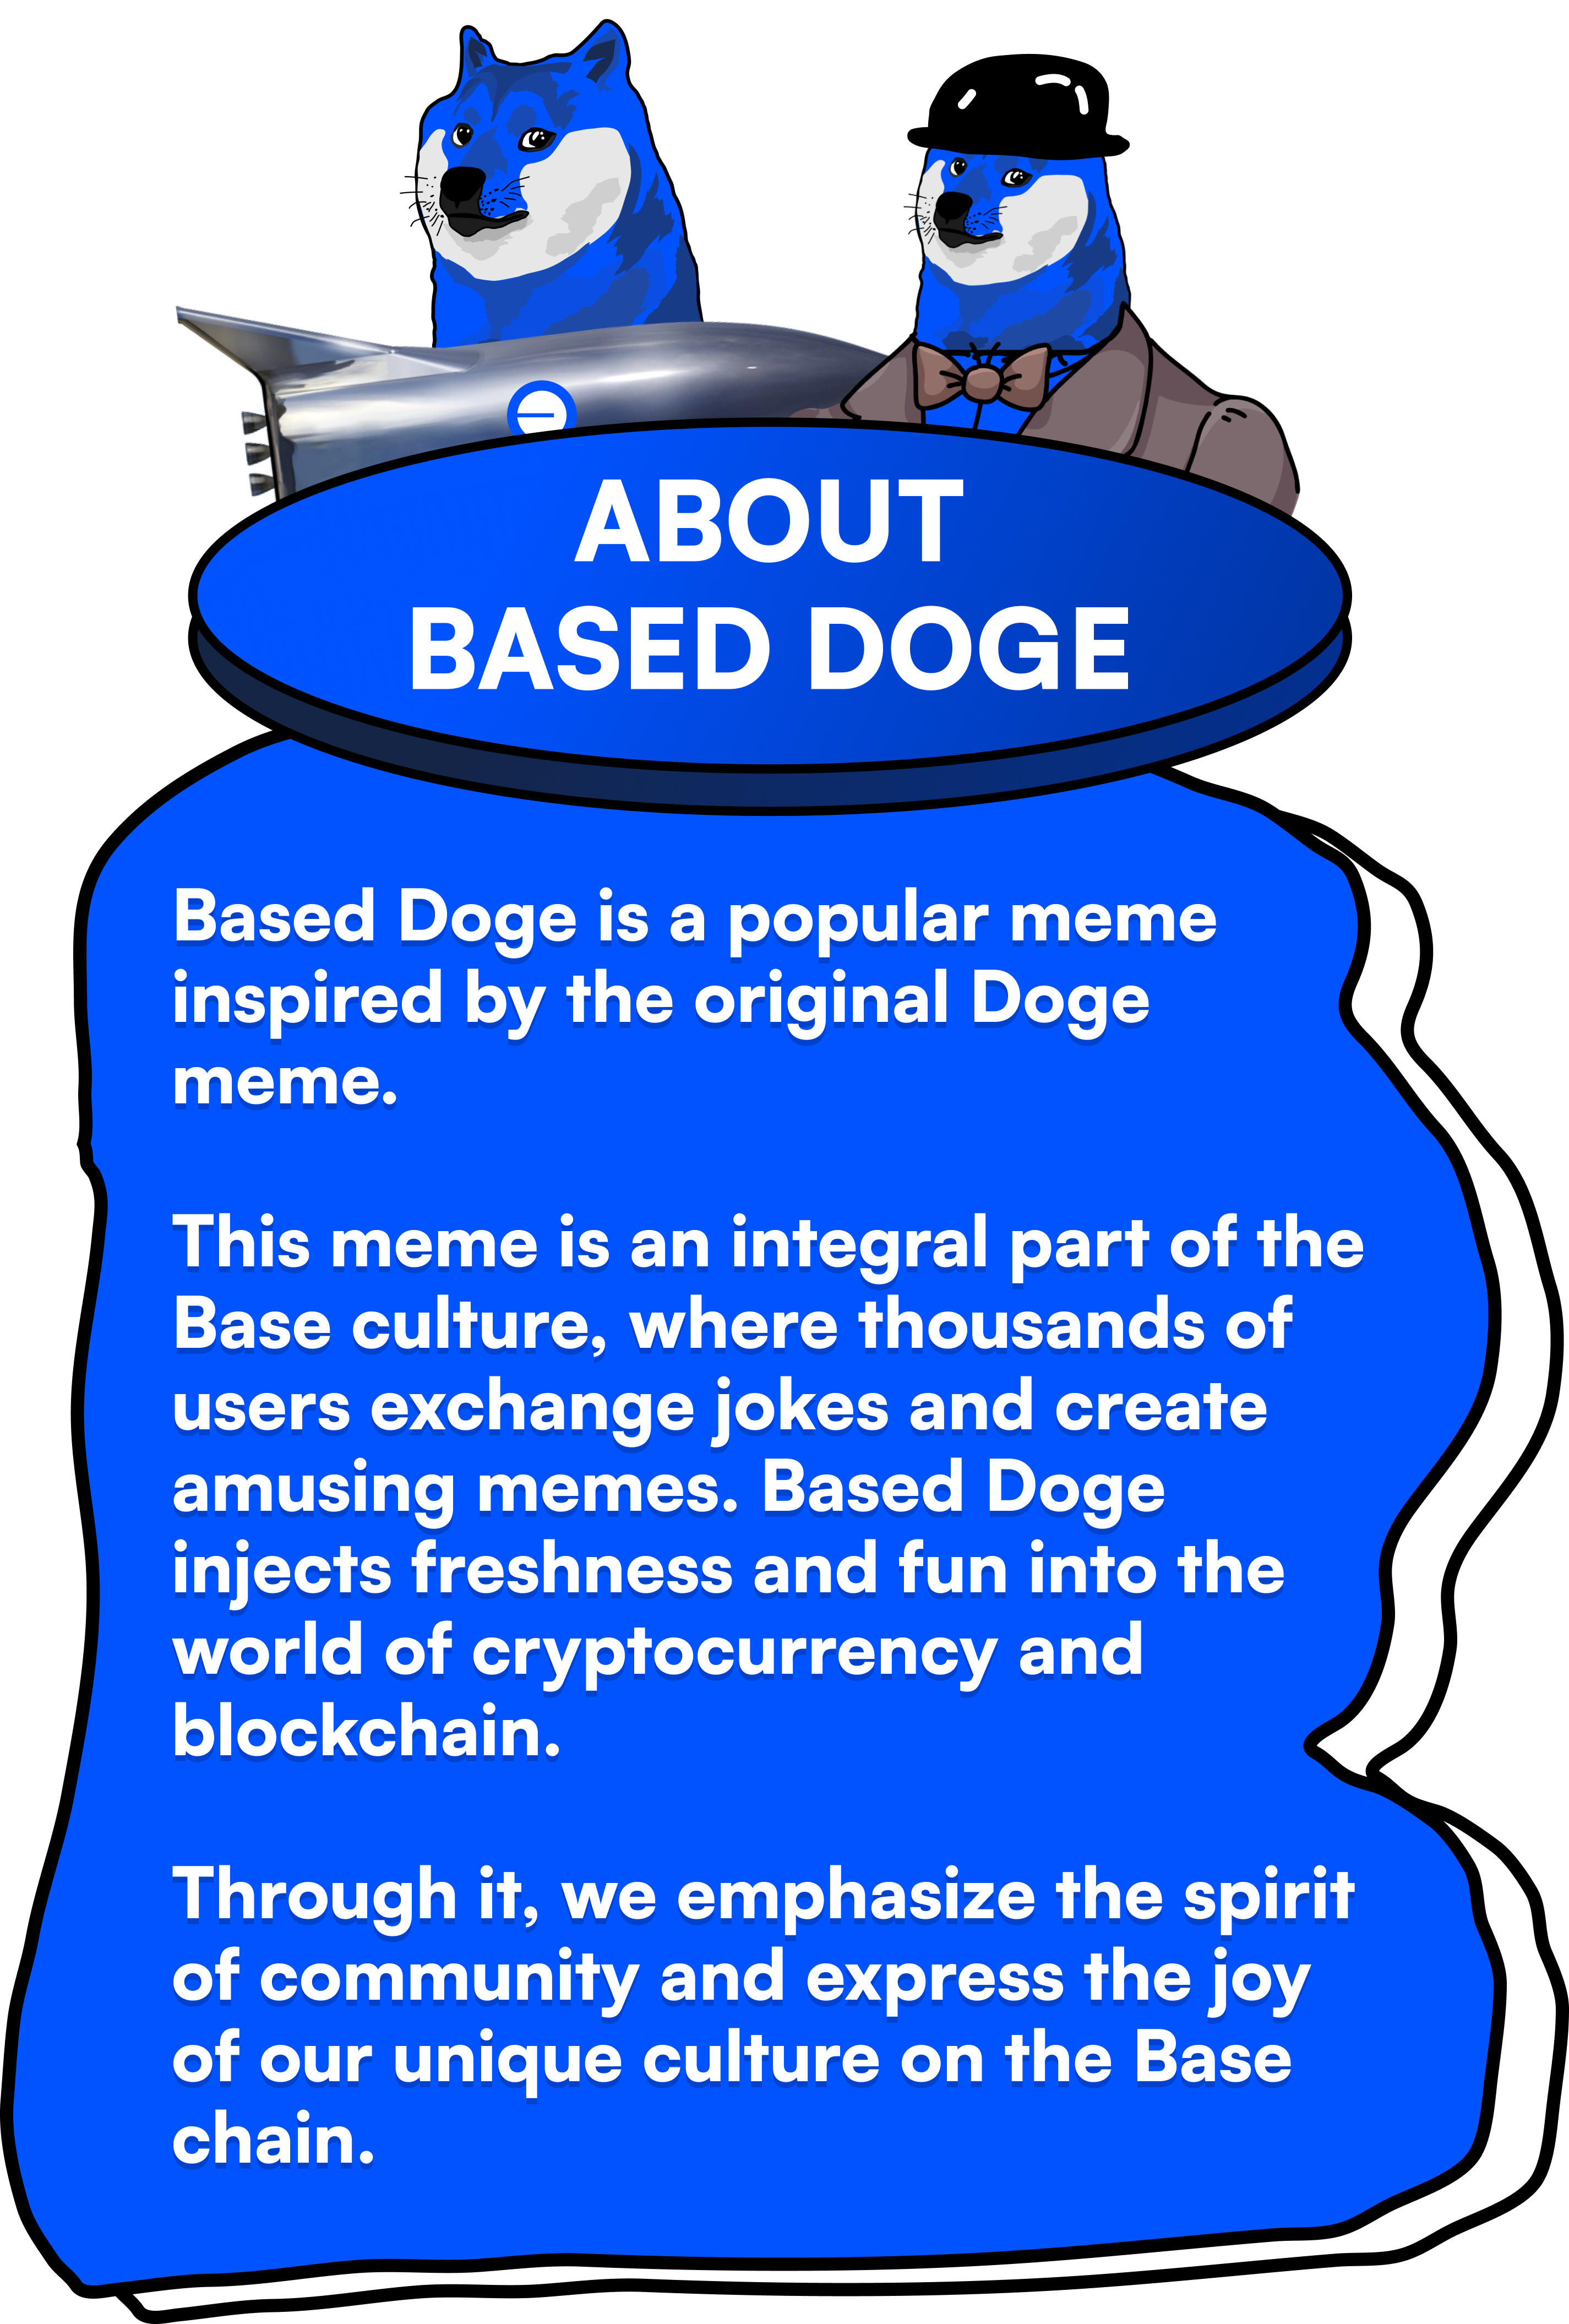 ABOUT
BASED DOGE
Based Doge is a popular meme
inspired by the original Doge
meme.
This meme is an integral part of the
Base culture, where thousands of
users exchange jokes and create
amusing memes. Based Doge
injects freshness and fun into the
world of cryptocurrency and
blockchain.
Through it, we emphasize the spirit
of community and express the joy
of our unique culture on the Base
chain.